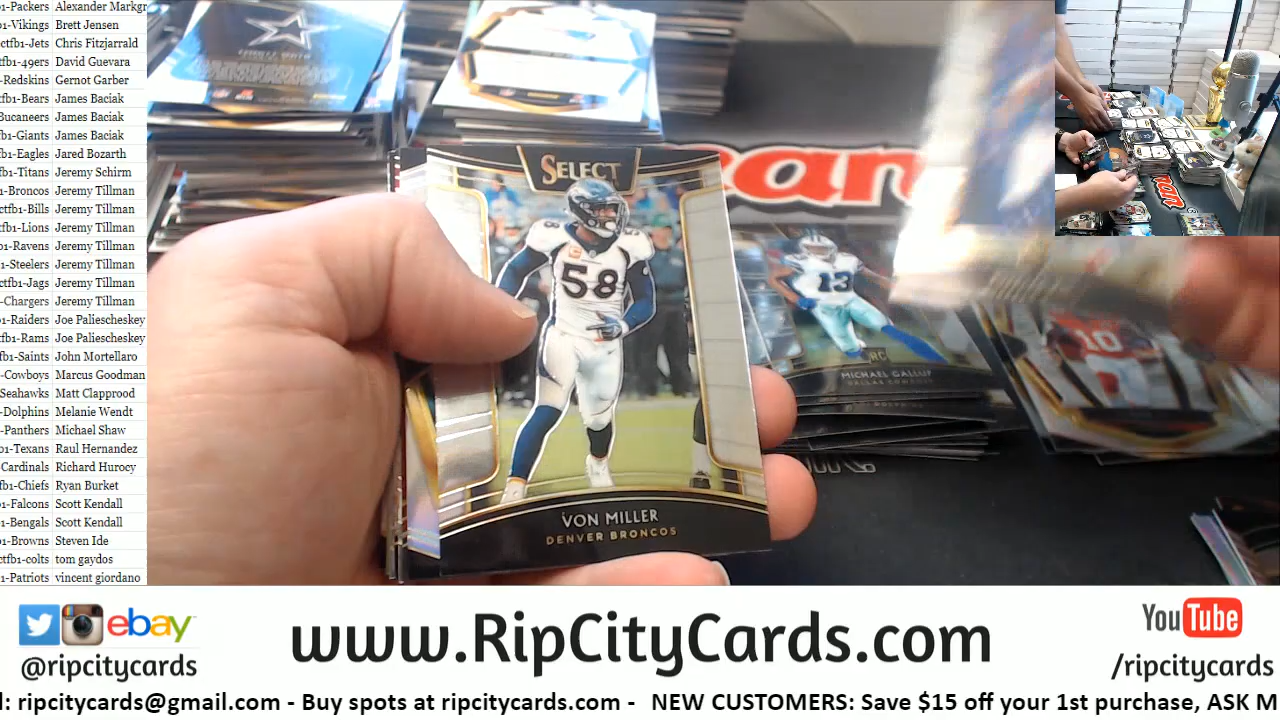 1-Packers Alexander Markgr
1-Vikings Brett Jensen
ctfb1-Jets Chris Fitzjarrald
fb1-49ers David Guevara
-Redskins Gernot Garber
tfb1-Bears James Baciak
Bucaneers James Baciak
fb1-Giants James Baciak
fb1-Eagles Jared Bozarth
fb1-Titans Jeremy Schirm
1-Broncos Jeremy Tillman
ctfb1-Bills Jeremy Tillman
tfb1-Lions Jeremy Tillman
1-Ravens Jeremy Tillman
1-Steelers Jeremy Tillman
ctfb1-Jags Jeremy Tillman
-Chargers Jeremy Tillman
1-Raiders Joe Paliescheskey
fb1-Rams Joe Paliescheskey
fb1-Saints John Mortellaro
-Cowboys Marcus Goodman
Seahawks Matt Clapprood
-Dolphins Melanie Wendt
-Panthers Michael Shaw
b1-Texans Raul Hernandez
-Cardinals Richard Hurocy
fb1-Chiefs Ryan Burket
1-Falcons Scott Kendall
1-Bengals Scott Kendall
1-Browns Steven Ide
ctfb1-colts tom gaydos
1-Patriots vincent giordano
SELECT
58
VON MILLER
DENVER BRONCOS
13
RC
MICHAEL GALLUP
DALLAS COWBOYS
10
ebay
@ripcitycards
www.RipCityCards.com
YouTube
/ripcitycards
l: ripcitycards@gmail.com - Buy spots at ripcitycards.com - NEW CUSTOMERS: Save $15 off your 1st purchase, ASK M